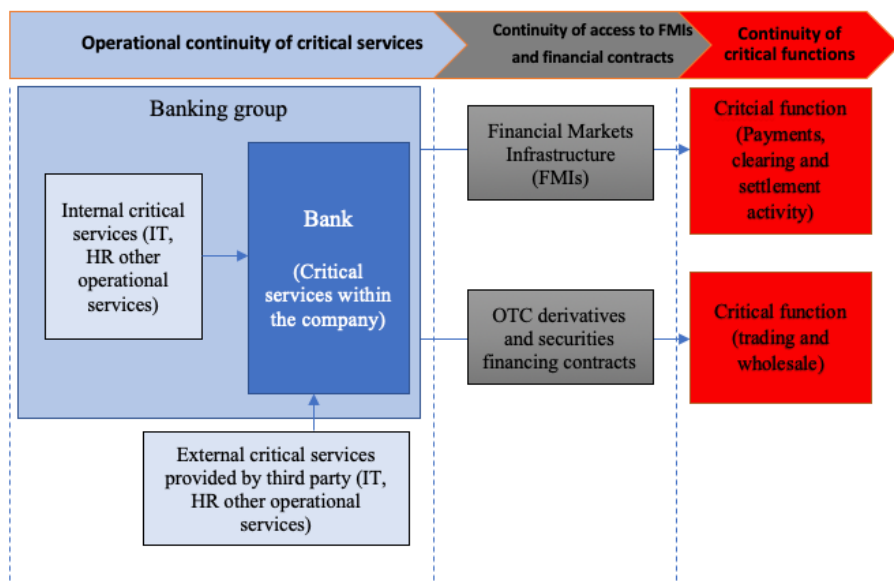 Operational continuity of critical services
Continuity of access to FMIs
and financial contracts
Continuity of
critical functions
Banking group
Internal critical
services (IT,
HR other
operational
services)
Bank
(Critical
services within
the company)
External critical services
provided by third party (IT,
HR other operational
services)
Financial Markets
Infrastructure
(FMIs)
OTC derivatives
and securities
financing contracts
Critcial function
(Payments,
clearing and
settlement
activity)
Critical function
(trading and
wholesale)